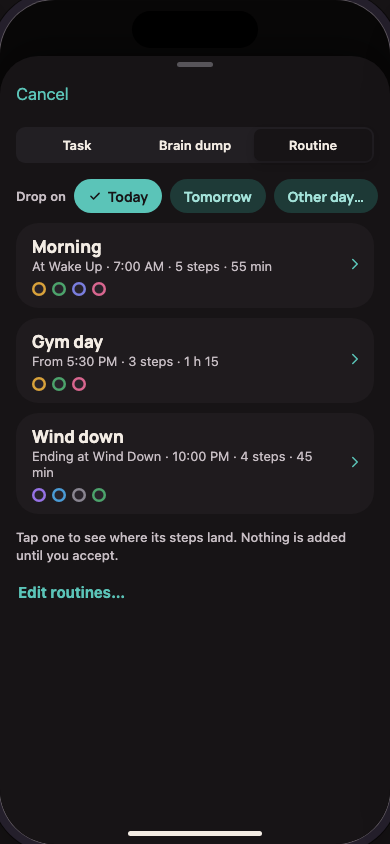 Cancel
Task
Brain dump
Routine
Drop on
Today
Tomorrow
Other day...
Morning
At Wake Up · 7:00 AM · 5 steps · 55 min
Gym day
From 5:30 PM · 3 steps · 1 h 15
Wind down
Ending at Wind Down · 10:00 PM · 4 steps · 45
min
Tap one to see where its steps land. Nothing is added
until you accept.
Edit routines...